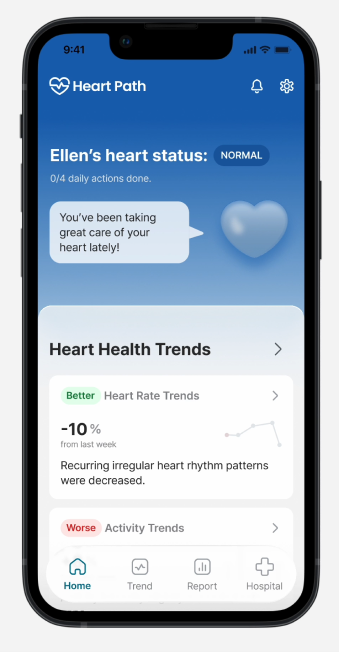 9:41
Heart Path
Ellen's heart status: NORMAL
0/4 daily actions done.
You've been taking
great care of your
heart lately!
Heart Health Trends
Better Heart Rate Trends
-10 %
from last week
Recurring irregular heart rhythm patterns
were decreased.
Worse Activity Trends
Home Trend Report Hospital